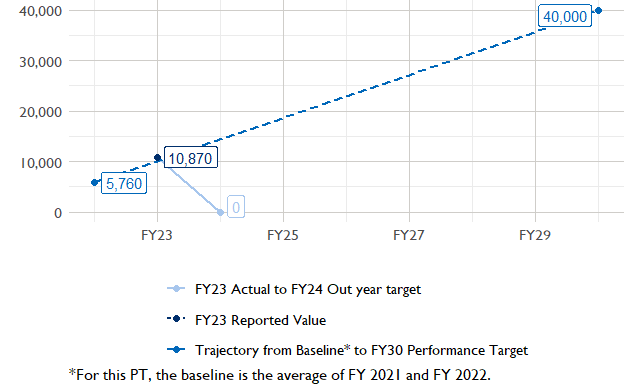 40,000
40,000
30,000
20,000
10,000
10,870
5,760
0
0
FY23 FY25 FY27 FY29
FY23 Actual to FY24 Out year target
FY23 Reported Value
Trajectory from Baseline* to FY30 Performance Target
*For this PT, the baseline is the average of FY 2021 and FY 2022.